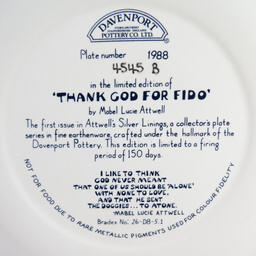 DAVENPORT
POTTERY CO. LTD.
Plate number 1988
4545 B
in the limited edition of
'THANK GOD FOR FIDO'
by Mabel Lucie Attwell
The first issue in Attwell's Silver Linings, a collector's plate
series in fine earthenware, crafted under the hallmark of the
Davenport Pottery. This edition is limited to a firing
period of 150 days.
I LIKE TO THINK
GOD NEVER MEANT
THAT ONE OF US SHOULD BE 'ALONE'
WITH NONE TO LOVE,
AND THAT HE SENT
THE DOGGIES... TO ATONE.
'MABEL LUCIE ATTWELL
Bradex No. 26-D8-5.1
NOT FOR FOOD DUE TO RARE METALLIC PIGMENTS USED FOR COLOUR FIDELITY